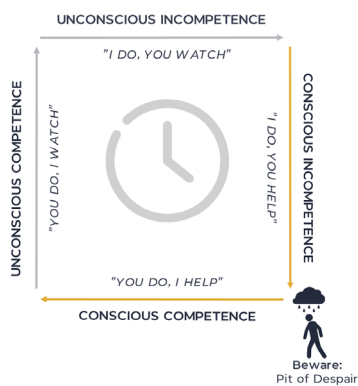 UNCONSCIOUS INCOMPETENCE
"I DO, YOU WATCH"
CONSCIOUS INCOMPETENCE
"I DO, YOU HELP"
"YOU DO, I HELP"
CONSCIOUS COMPETENCE
UNCONSCIOUS COMPETENCE
"YOU DO, I WATCH"
Beware:
Pit of Despair